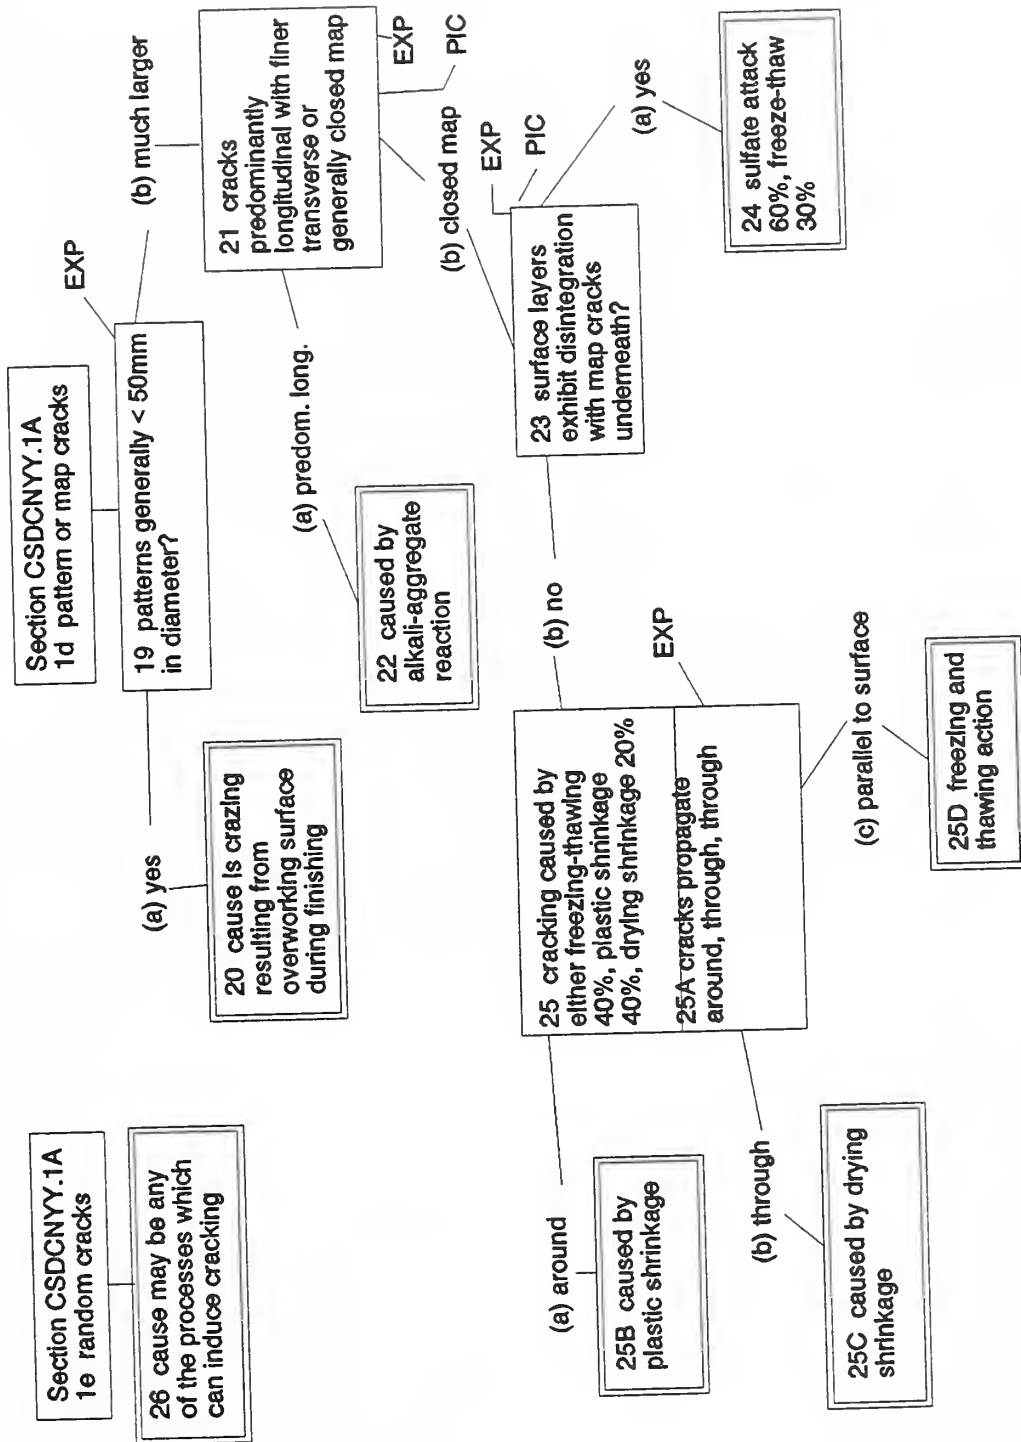 Section CSDCNYY.1A
1e random cracks
26 cause may be any
of the processes which
can induce cracking
Section CSDCNYY.1A
1d pattern or map cracks
19 patterns generally < 50mm
in diameter?
EXP
(a) yes
(b) much larger
20 cause is crazing
resulting from
overworking surface
during finishing
21 cracks
predominantly
longitudinal with finer
transverse or
generally closed map
EXP
PIC
(a) predom. long.
(b) closed map
22 caused by
alkali-aggregate
reaction
23 surface layers
exhibit disintegration
with map cracks
underneath?
EXP
PIC
(a) yes
(b) no
24 sulfate attack
60%, freeze-thaw
30%
25 cracking caused by
either freezing-thawing
40%, plastic shrinkage
40%, drying shrinkage 20%
25A cracks propagate
around, through, through
EXP
(a) around
(b) through
(c) parallel to surface
25B caused by
plastic shrinkage
25C caused by drying
shrinkage
25D freezing and
thawing action